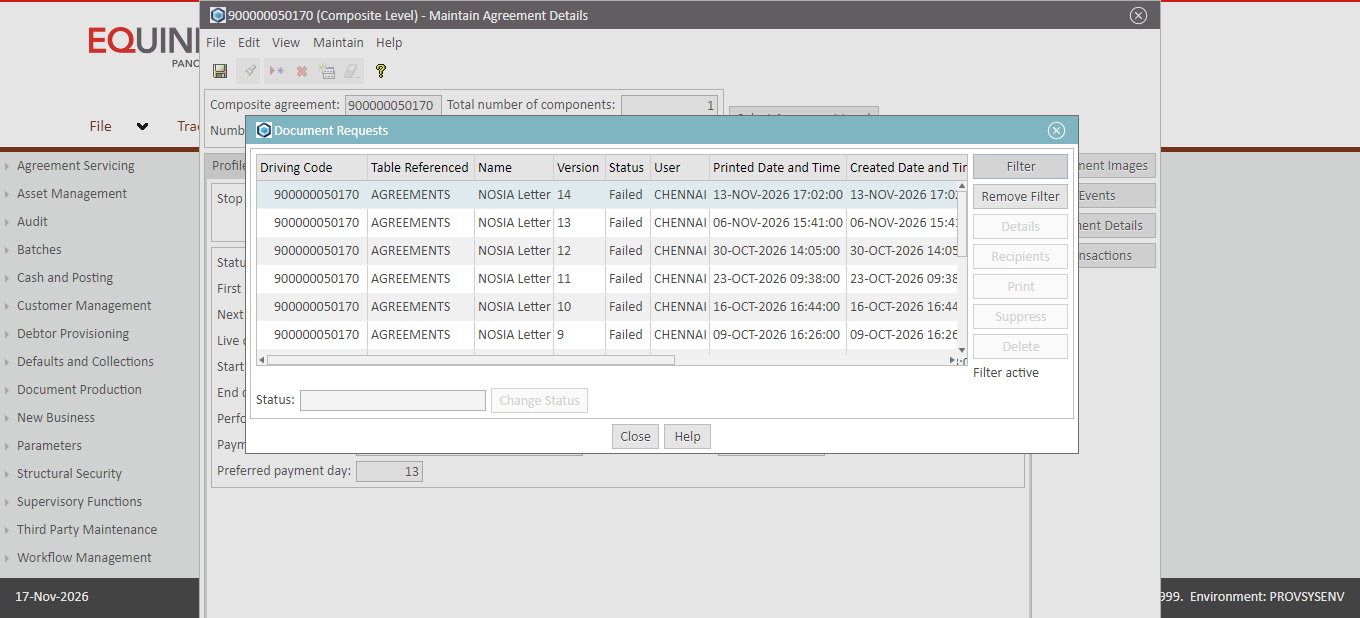 900000050170 (Composite Level) - Maintain Agreement Details
EQUINI
PANC
File Edit View Maintain Help
Composite agreement: 900000050170 Total number of components: 1
File
Document Requests
Driving Code Table Referenced Name Version Status User Printed Date and Time Created Date and Tir
900000050170 AGREEMENTS NOSIA Letter 14 Failed CHENNAI 13-NOV-2026 17:02:00 13-NOV-2026 17:02:
900000050170 AGREEMENTS NOSIA Letter 13 Failed CHENNAI 06-NOV-2026 15:41:00 06-NOV-2026 15:41
900000050170 AGREEMENTS NOSIA Letter 12 Failed CHENNAI 30-OCT-2026 14:05:00 30-OCT-2026 14:05
900000050170 AGREEMENTS NOSIA Letter 11 Failed CHENNAI 23-OCT-2026 09:38:00 23-OCT-2026 09:38
900000050170 AGREEMENTS NOSIA Letter 10 Failed CHENNAI 16-OCT-2026 16:44:00 16-OCT-2026 16:44
900000050170 AGREEMENTS NOSIA Letter 9 Failed CHENNAI 09-OCT-2026 16:26:00 09-OCT-2026 16:26
Filter
Remove Filter
Details
Recipients
Print
Suppress
Delete
Filter active
Status: Change Status
Close Help
Profile
Stop
First
Next
Start
Preferred payment day: 13
ment Images
Events
ment Details
nsactions
Agreement Servicing
Asset Management
Audit
Batches
Cash and Posting
Customer Management
Debtor Provisioning
Defaults and Collections
Document Production
New Business
Parameters
Structural Security
Supervisory Functions
Third Party Maintenance
Workflow Management
17-Nov-2026
999. Environment: PROVSYSENV